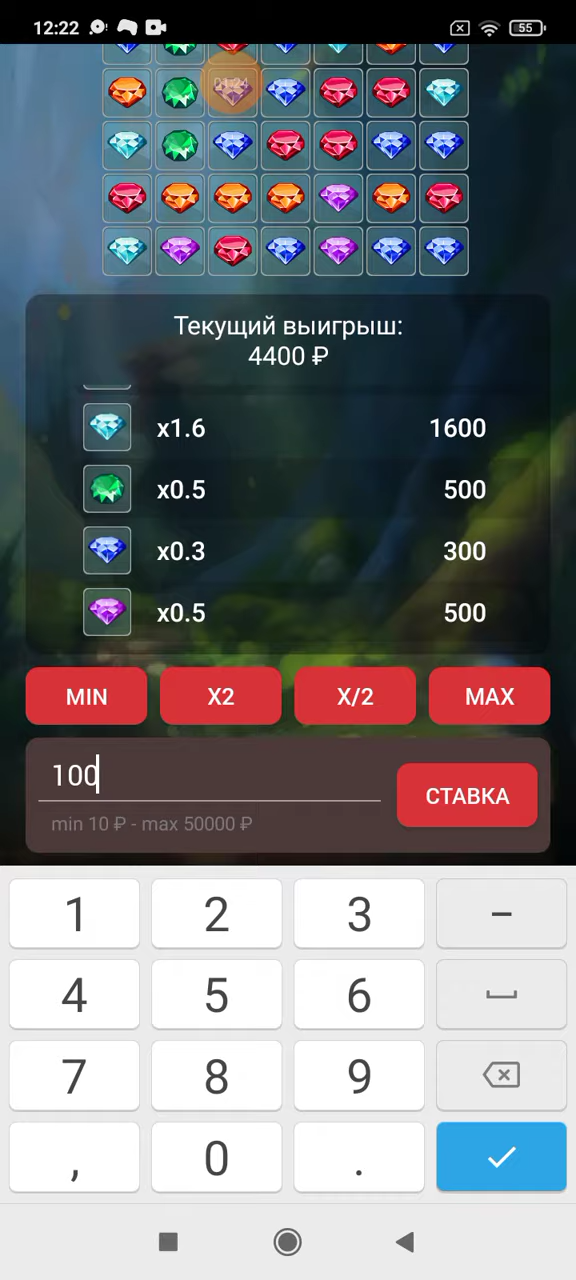 12:22
55
01:24
Текущий выигрыш:
4400 ₽
x1.6 1600
x0.5 500
x0.3 300
x0.5 500
MIN X2 X/2 MAX
100
СТАВКА
min 10 ₽ - max 50000 ₽
1 2 3 –
4 5 6
7 8 9
, 0 .